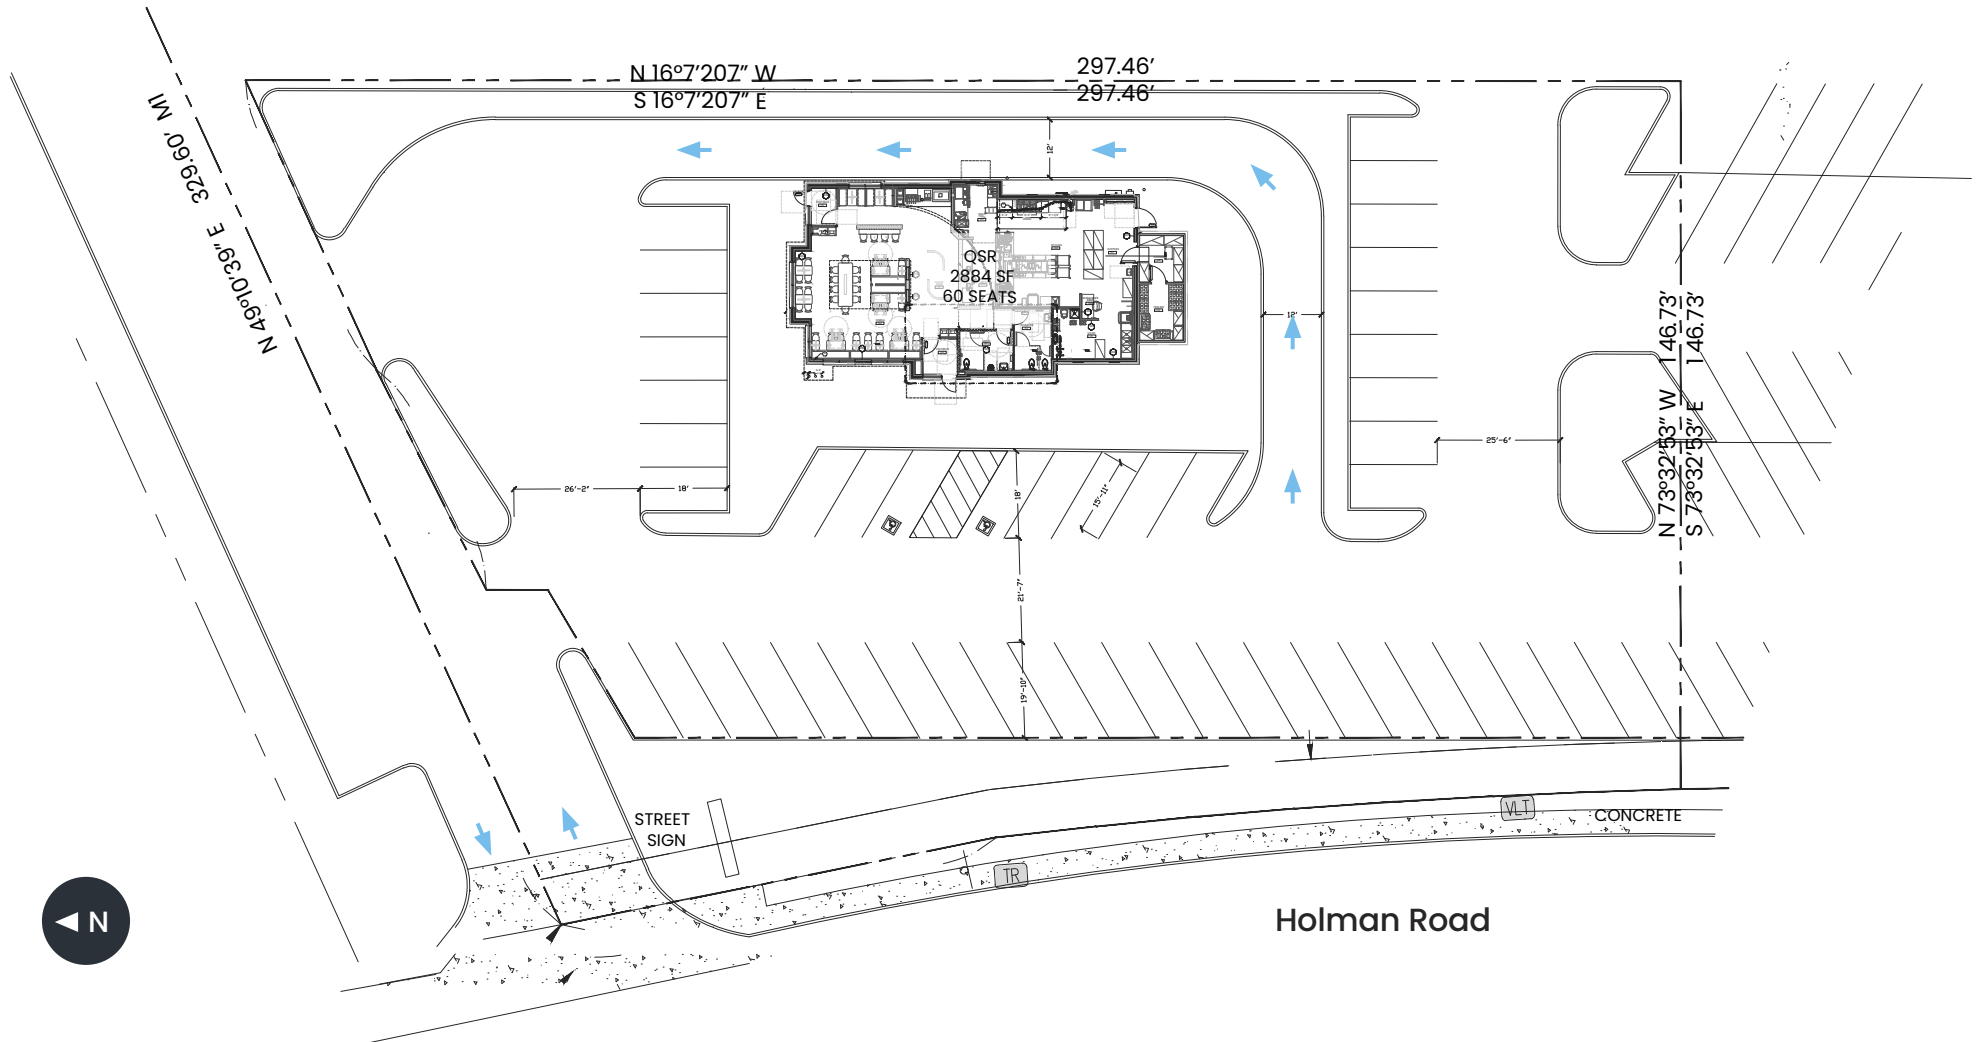 N 16°7'207" W
297.46'
S 16°7'207" E
297.46'
N 49°10'39" E 329.60' M1
12'
QSR
2884 SF
60 SEATS
12'
N 73°32'53" W 146.73'
S 73°32'53" E 146.73'
25'-6"
26'-2"
18'
18'
15'-11"
21'-7"
19'-10"
STREET
SIGN
VLT
CONCRETE
TR
N
Holman Road